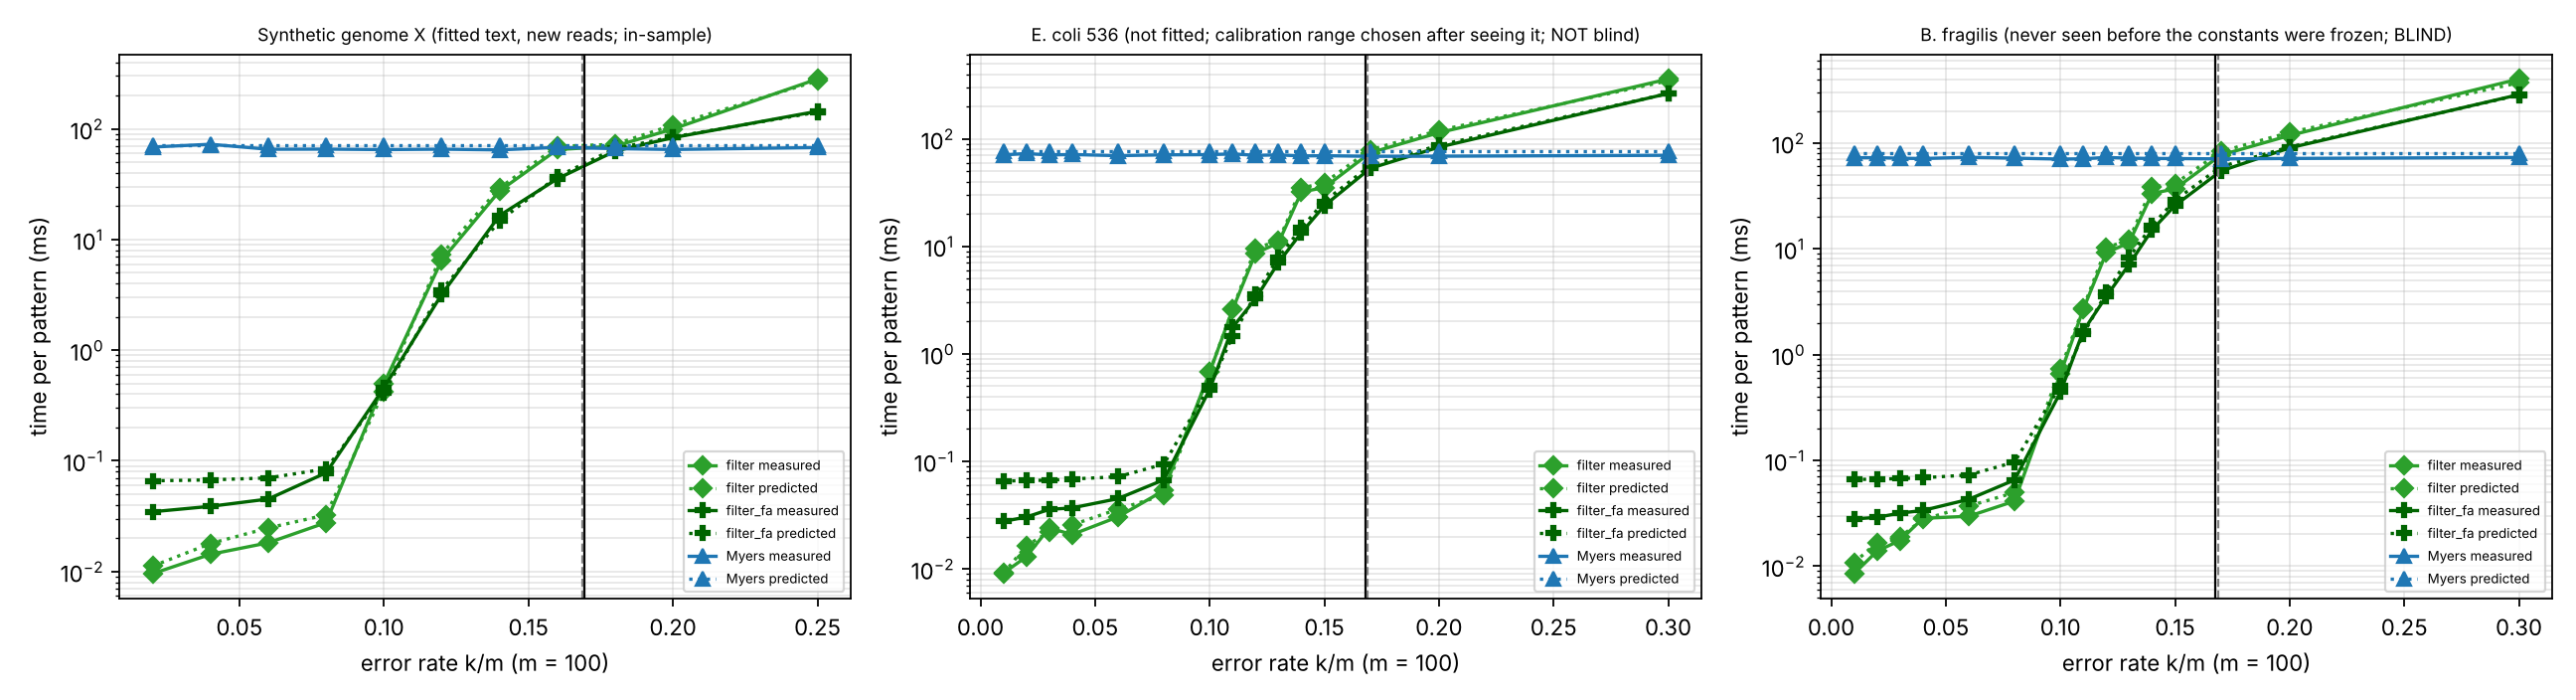 Synthetic genome X (fitted text, new reads; in-sample)
time per pattern (ms)
10²
10¹
10⁰
10⁻¹
10⁻²
0.05 0.10 0.15 0.20 0.25
error rate k/m (m = 100)
filter measured
filter predicted
filter_fa measured
filter_fa predicted
Myers measured
Myers predicted
E. coli 536 (not fitted; calibration range chosen after seeing it; NOT blind)
time per pattern (ms)
10²
10¹
10⁰
10⁻¹
10⁻²
0.00 0.05 0.10 0.15 0.20 0.25 0.30
error rate k/m (m = 100)
filter measured
filter predicted
filter_fa measured
filter_fa predicted
Myers measured
Myers predicted
B. fragilis (never seen before the constants were frozen; BLIND)
time per pattern (ms)
10²
10¹
10⁰
10⁻¹
10⁻²
0.00 0.05 0.10 0.15 0.20 0.25 0.30
error rate k/m (m = 100)
filter measured
filter predicted
filter_fa measured
filter_fa predicted
Myers measured
Myers predicted